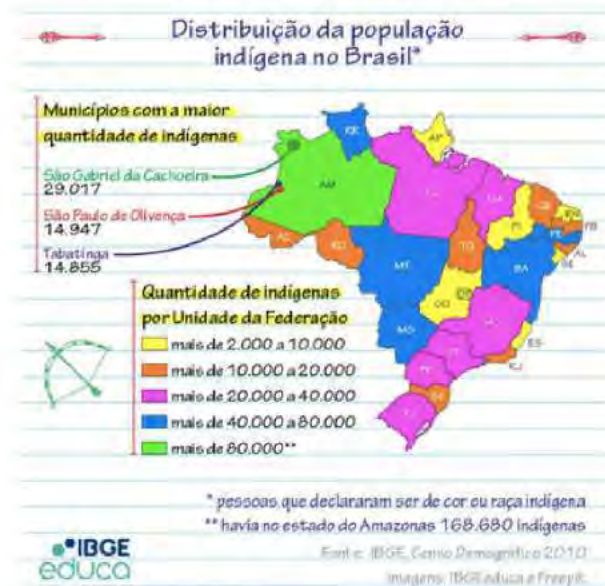 Distribuição da população
indígena no Brasil*
Municípios com a maior
quantidade de indígenas
São Gabriel da Cachoeira
29.017
São Paulo de Olivença
14.947
Tabatinga
14.855
RR
AP
AM
PA
MA
CE
RN
PB
PI
PE
AL
SE
AC
RO
TO
MT
BA
GO
DF
MG
ES
MS
SP
RJ
PR
SC
RS
Quantidade de indígenas
por Unidade da Federação
mais de 2.000 a 10.000
mais de 10.000 a 20.000
mais de 20.000 a 40.000
mais de 40.000 a 80.000
mais de 80.000**
* pessoas que declararam ser de cor ou raça indígena
** havia no estado do Amazonas 168.680 indígenas
IBGE
educa
Fonte: IBGE, Censo Demográfico 2010
Imagens: IBGEeduca e Freepik